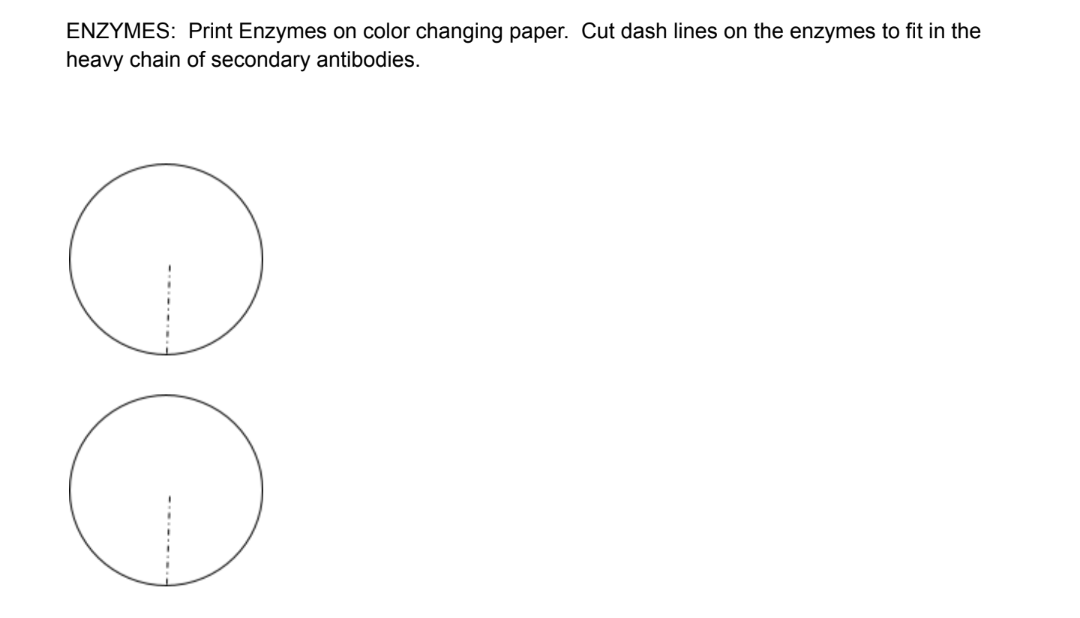 ENZYMES:  Print Enzymes on color changing paper.  Cut dash lines on the enzymes to fit in the
heavy chain of secondary antibodies.